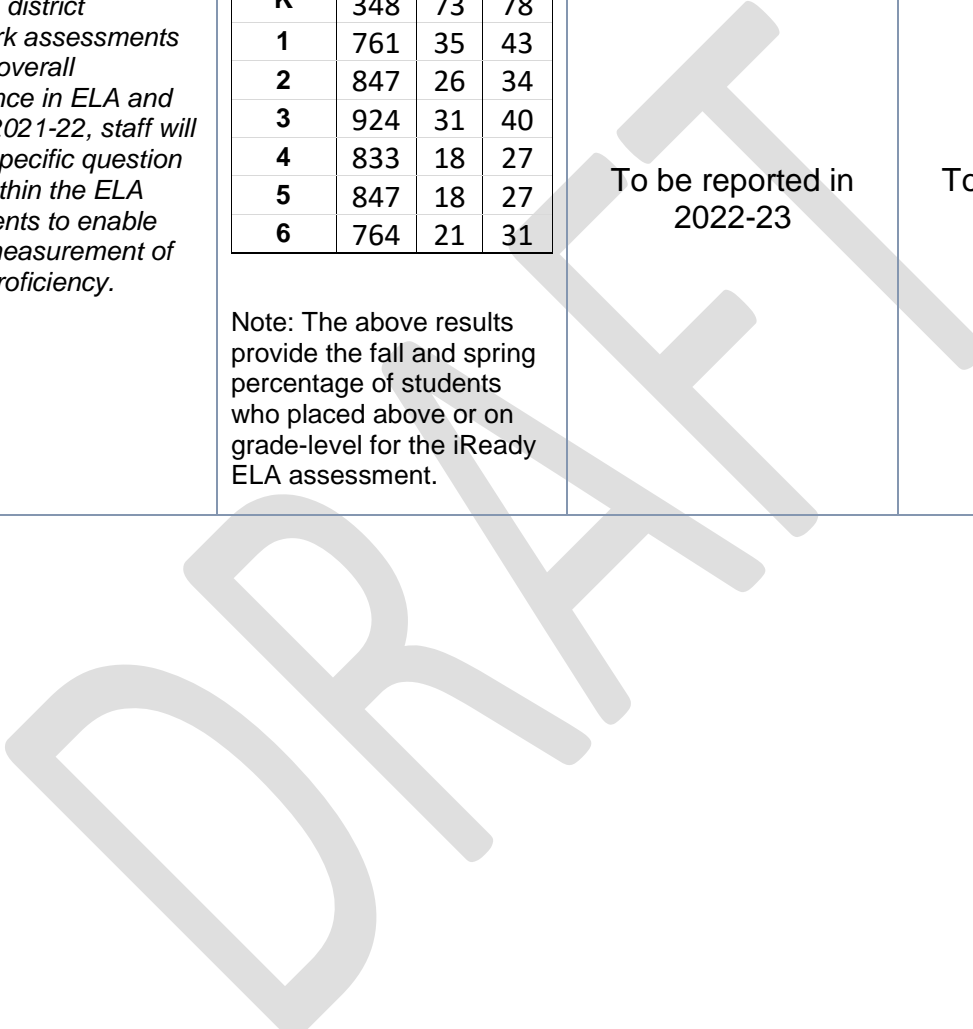 district
rk assessments
overall
nce in ELA and
2021-22, staff will
specific question
thin the ELA
ents to enable
measurement of
roficiency.
K 348 73 78
1 761 35 43
2 847 26 34
3 924 31 40
4 833 18 27
5 847 18 27
6 764 21 31
Note: The above results
provide the fall and spring
percentage of students
who placed above or on
grade-level for the iReady
ELA assessment.
To be reported in
2022-23
To
DRAFT